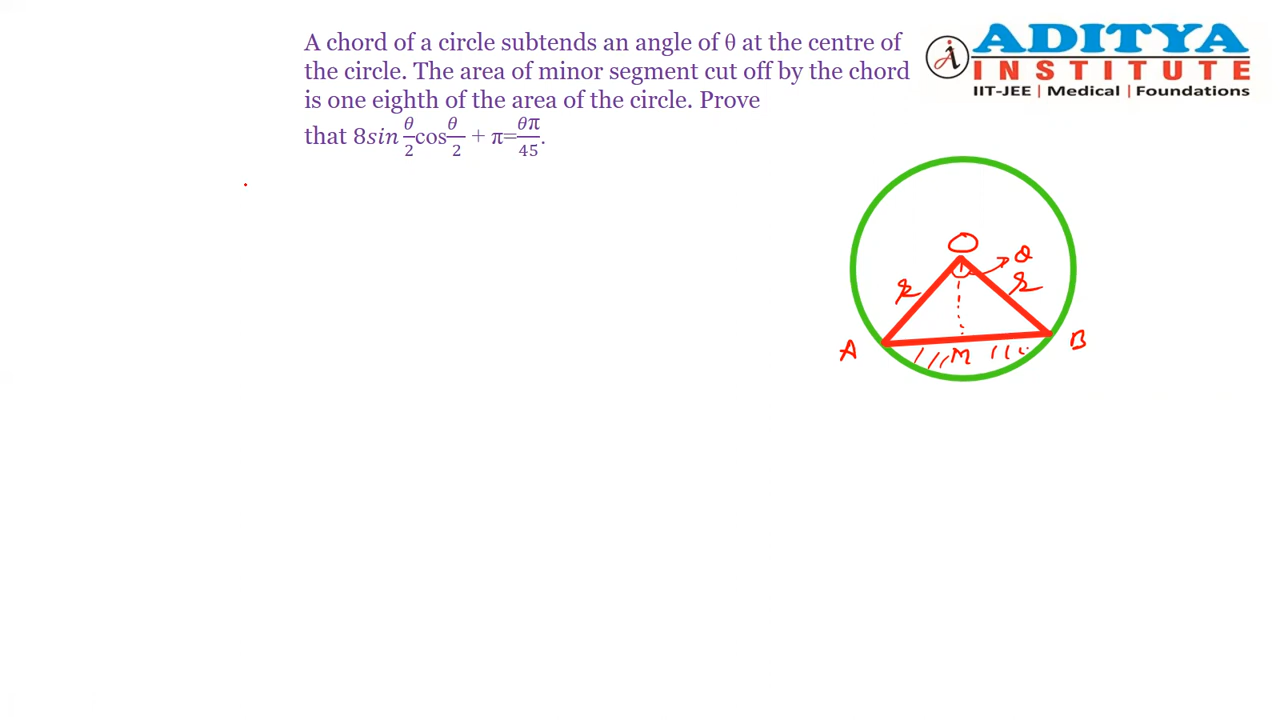 A chord of a circle subtends an angle of θ at the centre of
the circle. The area of minor segment cut off by the chord
is one eighth of the area of the circle. Prove
that 8sin θ/2 cos θ/2 + π= θπ/45.
ADITYA
INSTITUTE
IIT-JEE | Medical | Foundations
O
θ
r
r
A
M
B